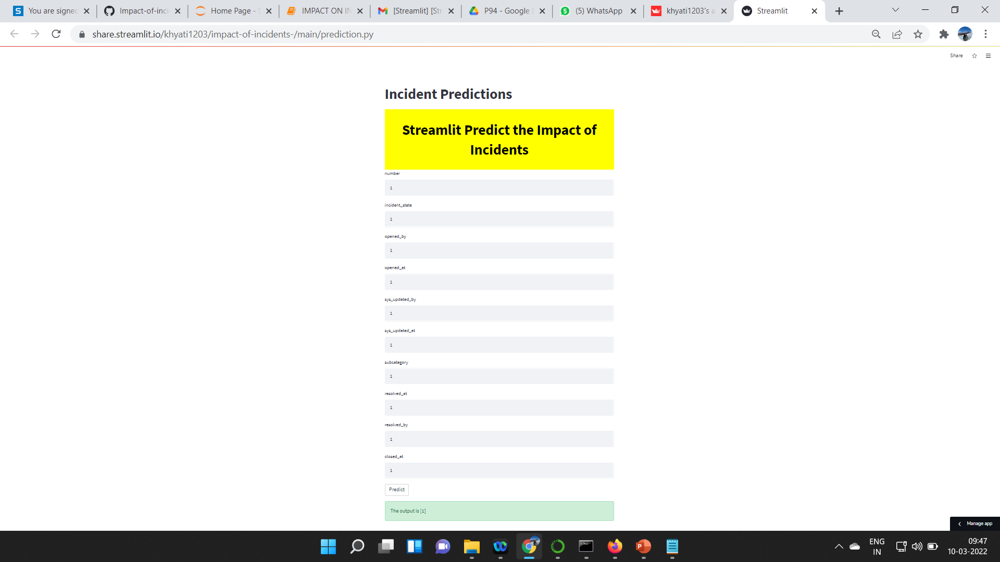 You are signed
Impact-of-inci
Home Page - S
IMPACT ON IN
[Streamlit] [Str
P94 - Google D
5
(5) WhatsApp
khyati1203's a
Streamlit
share.streamlit.io/khyati1203/impact-of-incidents-/main/prediction.py
Share
Incident Predictions
Streamlit Predict the Impact of
Incidents
number
1
incident_state
1
opened_by
1
opened_at
1
sys_updated_by
1
sys_updated_at
1
subcategory
1
resolved_at
1
resolved_by
1
closed_at
1
Predict
The output is [1]
Manage app
ENG
IN
09:47
10-03-2022